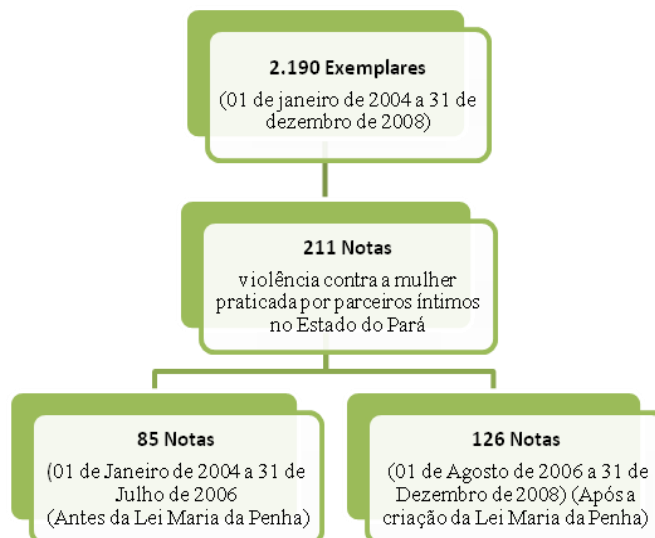 2.190 Exemplares
(01 de janeiro de 2004 a 31 de
dezembro de 2008)
211 Notas
violência contra a mulher
praticada por parceiros íntimos
no Estado do Pará
85 Notas
(01 de Janeiro de 2004 a 31 de
Julho de 2006
(Antes da Lei Maria da Penha)
126 Notas
(01 de Agosto de 2006 a 31 de
Dezembro de 2008) (Após a
criação da Lei Maria da Penha)